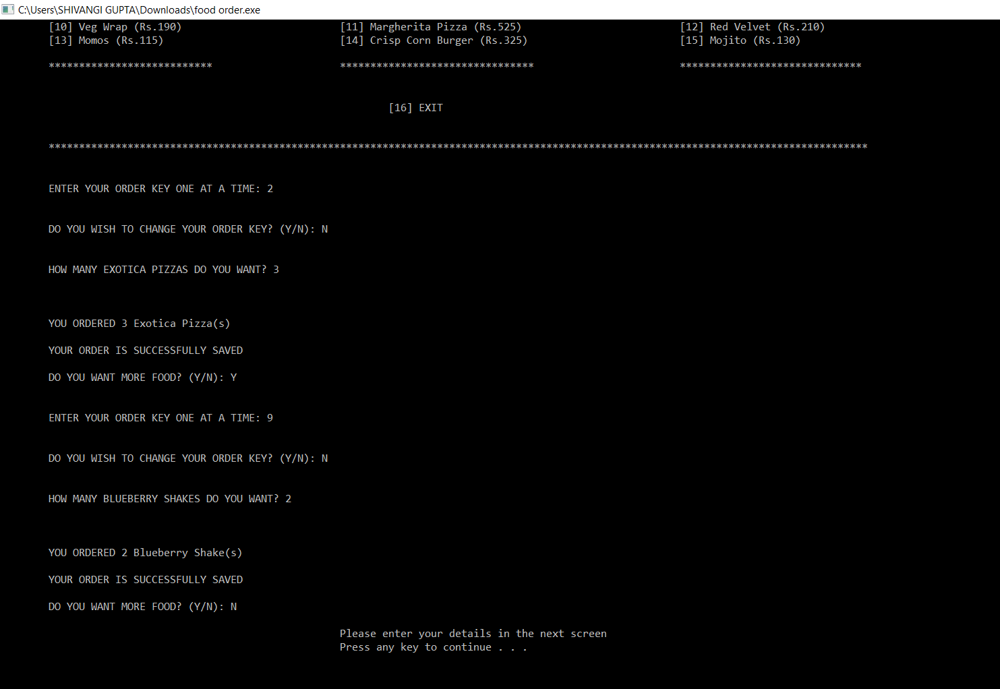 C:\Users\SHIVANGI GUPTA\Downloads\food order.exe
[10] Veg Wrap (Rs.190) [11] Margherita Pizza (Rs.525) [12] Red Velvet (Rs.210)
[13] Momos (Rs.115) [14] Crisp Corn Burger (Rs.325) [15] Mojito (Rs.130)
*************************** ******************************** ******************************
[16] EXIT
***************************************************************************************************************************************
ENTER YOUR ORDER KEY ONE AT A TIME: 2
DO YOU WISH TO CHANGE YOUR ORDER KEY? (Y/N): N
HOW MANY EXOTICA PIZZAS DO YOU WANT? 3
YOU ORDERED 3 Exotica Pizza(s)
YOUR ORDER IS SUCCESSFULLY SAVED
DO YOU WANT MORE FOOD? (Y/N): Y
ENTER YOUR ORDER KEY ONE AT A TIME: 9
DO YOU WISH TO CHANGE YOUR ORDER KEY? (Y/N): N
HOW MANY BLUEBERRY SHAKES DO YOU WANT? 2
YOU ORDERED 2 Blueberry Shake(s)
YOUR ORDER IS SUCCESSFULLY SAVED
DO YOU WANT MORE FOOD? (Y/N): N
Please enter your details in the next screen
Press any key to continue . . .